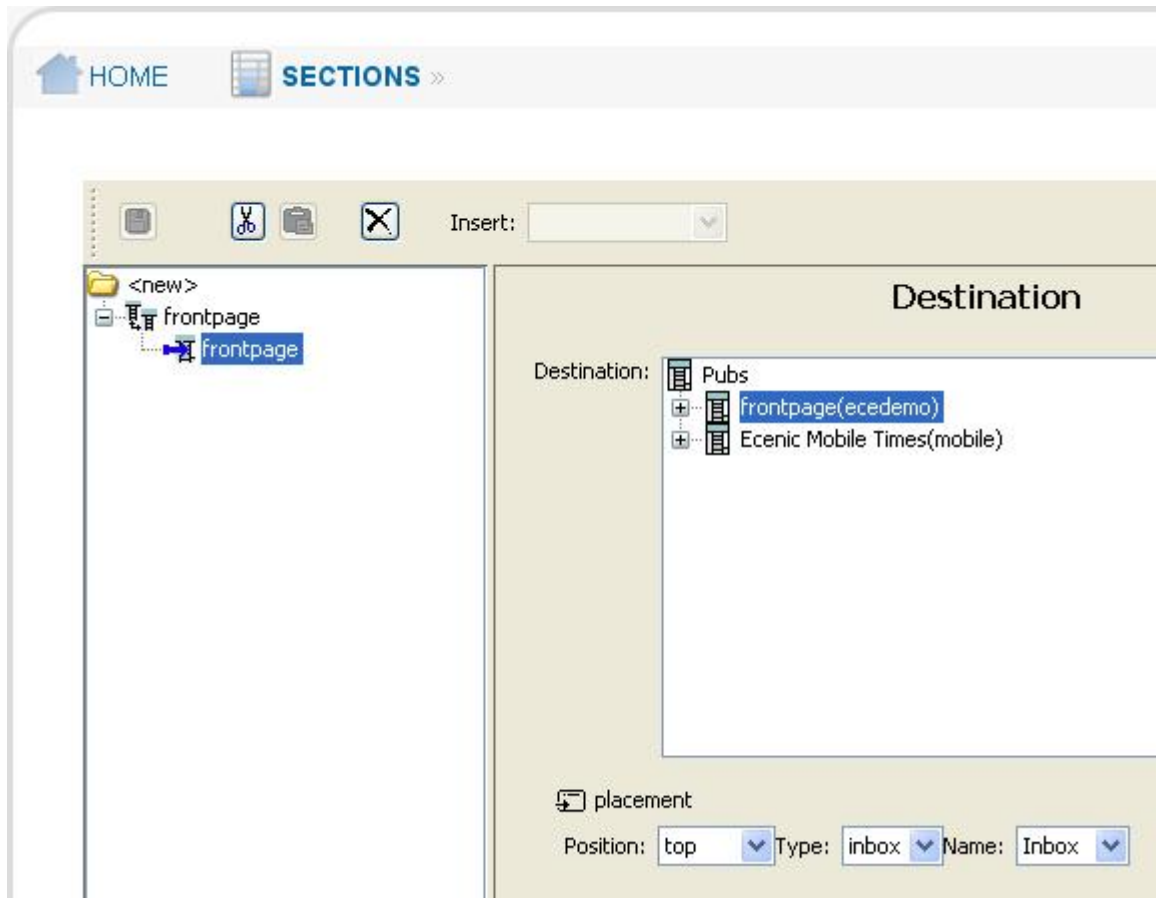 HOME SECTIONS »
Insert:
<new>
frontpage
frontpage
Destination
Destination:
Pubs
frontpage(ecedemo)
Ecenic Mobile Times(mobile)
placement
Position: top Type: inbox Name: Inbox